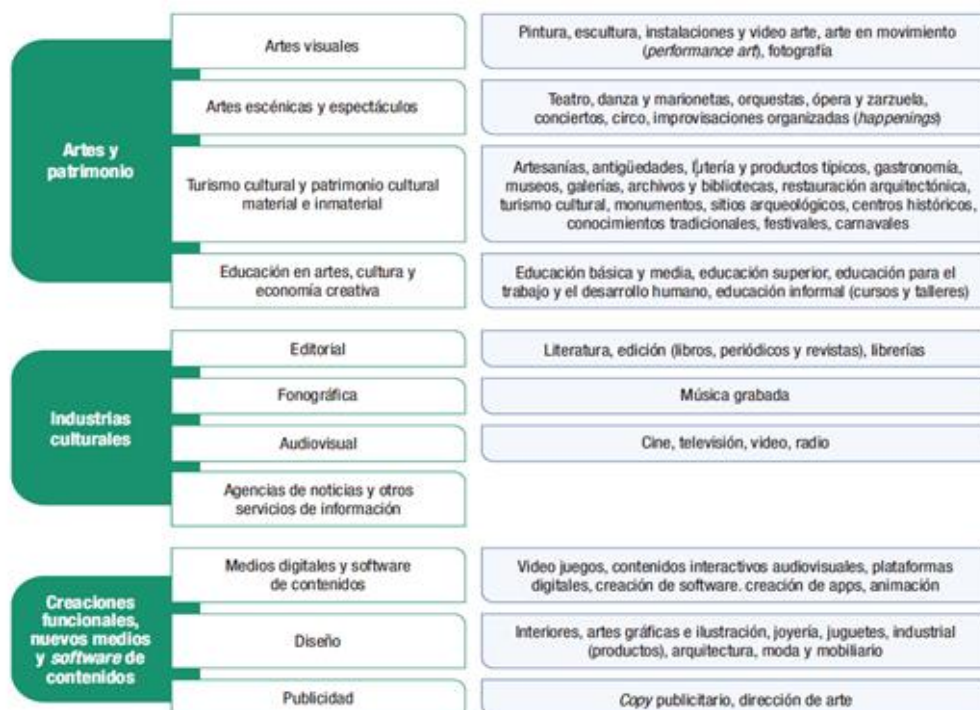 Artes y
patrimonio
Artes visuales
Pintura, escultura, instalaciones y video arte, arte en movimiento
(performance art), fotografía
Artes escénicas y espectáculos
Teatro, danza y marionetas, orquestas, ópera y zarzuela,
conciertos, circo, improvisaciones organizadas (happenings)
Turismo cultural y patrimonio cultural
material e inmaterial
Artesanías, antigüedades, lutería y productos típicos, gastronomía,
museos, galerías, archivos y bibliotecas, restauración arquitectónica,
turismo cultural, monumentos, sitios arqueológicos, centros históricos,
conocimientos tradicionales, festivales, carnavales
Educación en artes, cultura y
economía creativa
Educación básica y media, educación superior, educación para el
trabajo y el desarrollo humano, educación informal (cursos y talleres)
Industrias
culturales
Editorial
Literatura, edición (libros, periódicos y revistas), librerías
Fonográfica
Música grabada
Audiovisual
Cine, televisión, video, radio
Agencias de noticias y otros
servicios de información
Creaciones
funcionales,
nuevos medios
y software de
contenidos
Medios digitales y software
de contenidos
Video juegos, contenidos interactivos audiovisuales, plataformas
digitales, creación de software. creación de apps, animación
Diseño
Interiores, artes gráficas e ilustración, joyería, juguetes, industrial
(productos), arquitectura, moda y mobiliario
Publicidad
Copy publicitario, dirección de arte